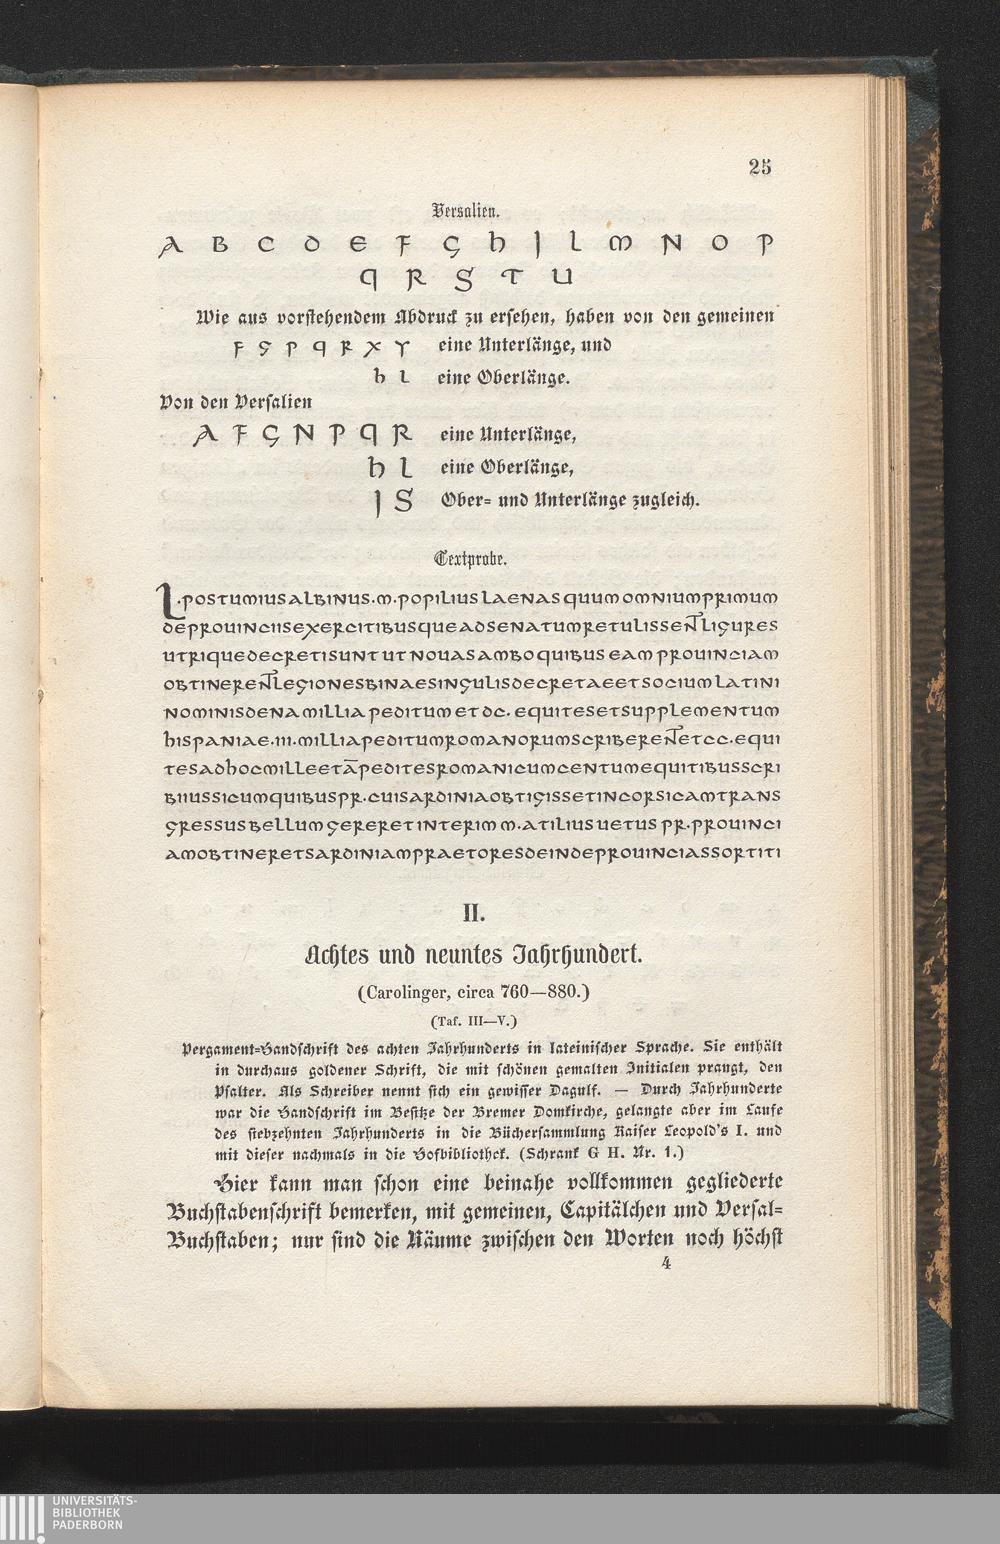 25
Versalien.
A B C D E F G H I L M N O P
Q R S T U
Wie aus vorstehendem Abdruck zu ersehen, haben von den gemeinen
F G P Q R X Y eine Unterlänge, und
h l eine Oberlänge.
Von den Versalien
A F G N P Q R eine Unterlänge,
h l eine Oberlänge,
I S Ober- und Unterlänge zugleich.
Textprobe.
L.POSTUMIUSALBINUS.M.POPILIUSLAENASQUUMOMNIUMPRIMUM
DEPROUINCIISEXERCITIBUSQUEADSENATUMRETULISSENTLIGURES
UTRIQUEDECRETISUNTUTNOUASAMBOQUIBUSEAMPROUINCIAM
OBTINERENTLEGIONESBINAESINGULISDECRETAEETSOCIUMLATINI
NOMINISDENAMILLIAPEDITUMETDC.EQUITESETSUPPLEMENTUM
HISPANIAE.III.MILLIAPEDITUMROMANORUMSCRIBERENTETCC.EQUI
TESADHOCMILLEETA̅PEDITESROMANICUMCENTUMEQUITIBUSSCRI
BIIUSSICUMQUIBUSPR.CUISARDINIAOBTIGISSETINCORSICAMTRANS
GRESSUSBELLUMGERERETINTERIMM.ATILIUSUETUSPR.PROUINCI
AMOBTINERETSARDINIAMPRAETORESDEINDEPROUINCIASSORTITI
II.
Achtes und neuntes Jahrhundert.
(Carolinger, circa 760—880.)
(Taf. III—V.)
Pergament-Handschrift des achten Jahrhunderts in lateinischer Sprache. Sie enthält
in durchaus goldener Schrift, die mit schönen gemalten Initialen prangt, den
Psalter. Als Schreiber nennt sich ein gewisser Dagulf. — Durch Jahrhunderte
war die Handschrift im Besitze der Bremer Domkirche, gelangte aber im Laufe
des siebzehnten Jahrhunderts in die Büchersammlung Kaiser Leopold's I. und
mit dieser nachmals in die Hofbibliothek. (Schrank G H. Nr. 1.)
Hier kann man schon eine beinahe vollkommen gegliederte
Buchstabenschrift bemerken, mit gemeinen, Capitälchen und Versal-
Buchstaben; nur sind die Räume zwischen den Worten noch höchst
4
UNIVERSITÄTS-
BIBLIOTHEK
PADERBORN